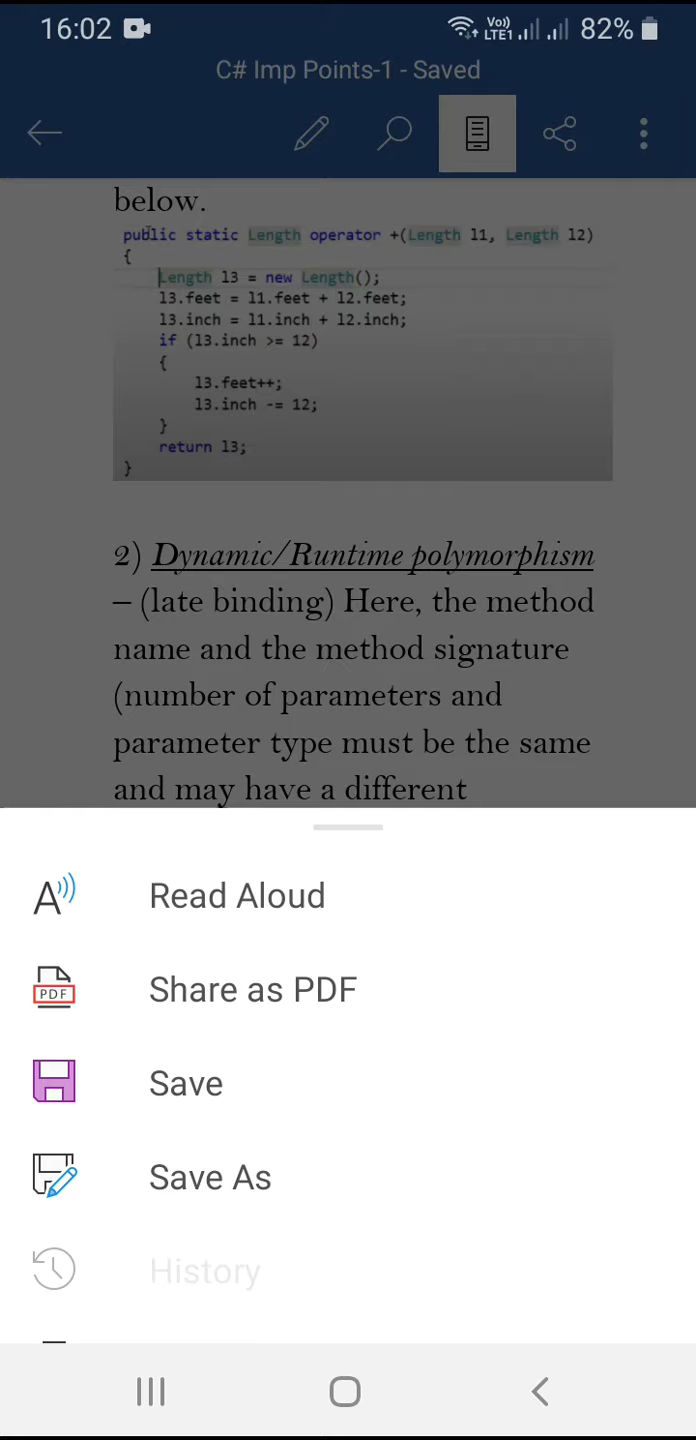 16:02 Vo)) LTE1 82%
C# Imp Points-1 - Saved
below.
public static Length operator +(Length l1, Length l2)
{
Length l3 = new Length();
l3.feet = l1.feet + l2.feet;
l3.inch = l1.inch + l2.inch;
if (l3.inch >= 12)
{
l3.feet++;
l3.inch -= 12;
}
return l3;
}
2) Dynamic/Runtime polymorphism
– (late binding) Here, the method
name and the method signature
(number of parameters and
parameter type must be the same
and may have a different
A Read Aloud
PDF Share as PDF
Save
Save As
History